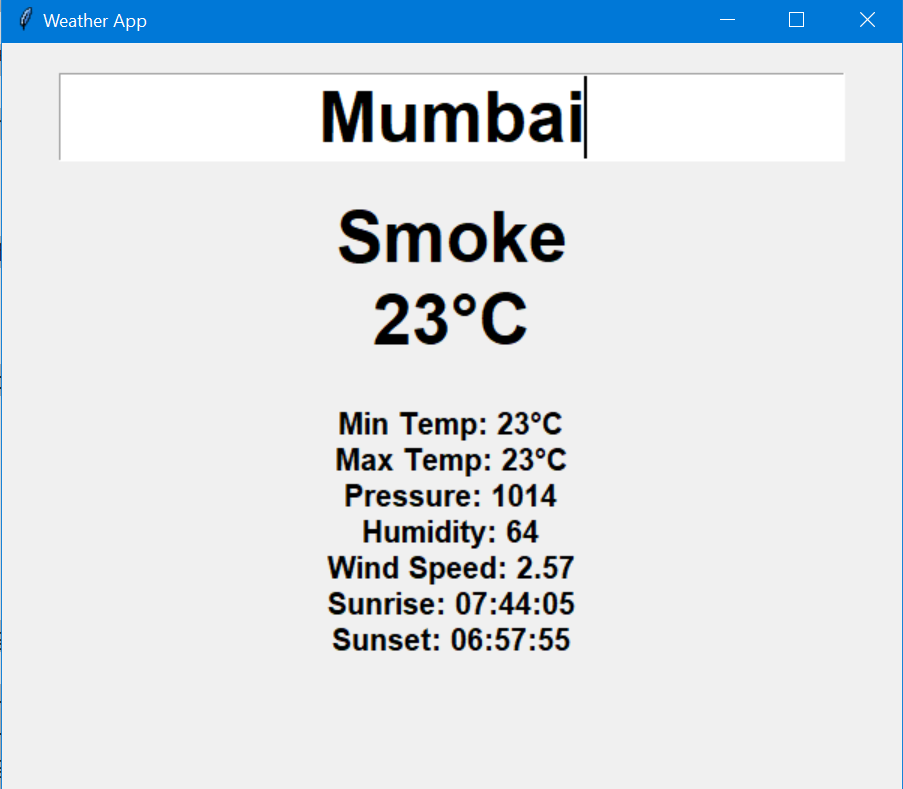 Weather App
Mumbai
Smoke
23°C
Min Temp: 23°C
Max Temp: 23°C
Pressure: 1014
Humidity: 64
Wind Speed: 2.57
Sunrise: 07:44:05
Sunset: 06:57:55